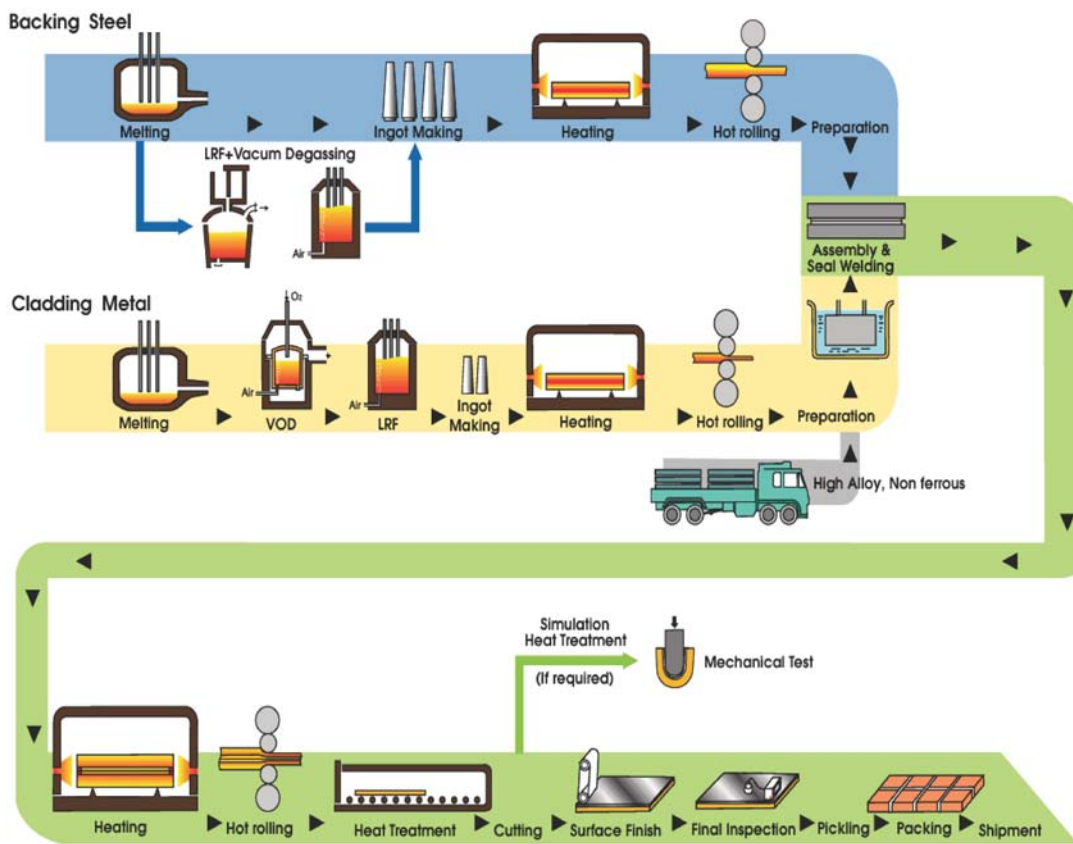 Backing Steel
Melting
Ingot Making
Heating
Hot rolling
Preparation
LRF+Vacum Degassing
Air
Assembly &
Seal Welding
Cladding Metal
O2
Air
Air
Melting
VOD
LRF
Ingot
Making
Heating
Hot rolling
Preparation
High Alloy, Non ferrous
Simulation
Heat Treatment
(If required)
Mechanical Test
Heating
Hot rolling
Heat Treatment
Cutting
Surface Finish
Final Inspection
Pickling
Packing
Shipment